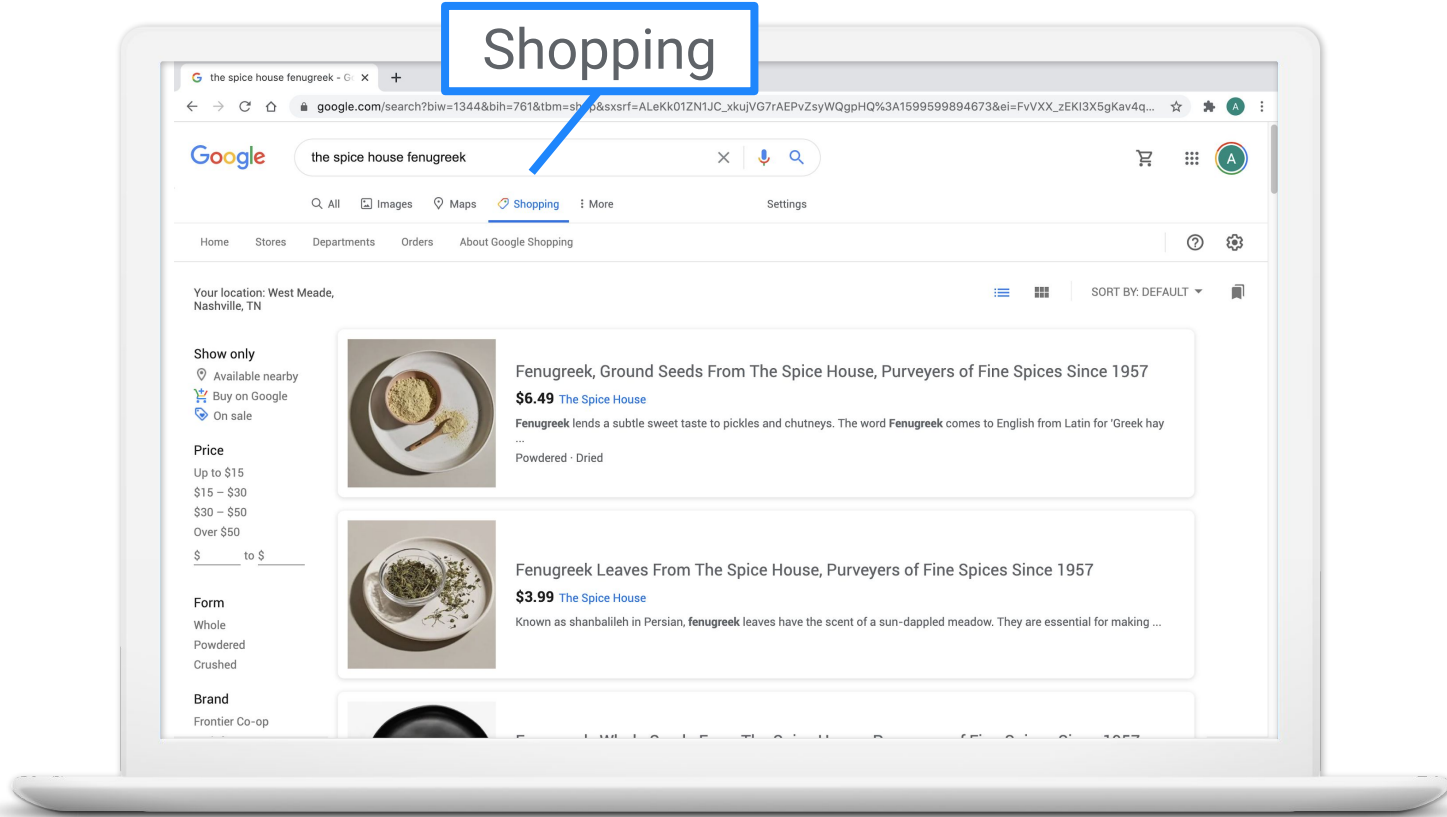 Shopping
the spice house fenugreek - G
google.com/search?biw=1344&bih=761&tbm=shop&sxsrf=ALeKk01ZN1JC_xkujVG7rAEPvZsyWQgpHQ%3A1599599894673&ei=FvVXX_zEKI3X5gKav4q...
A
Google
the spice house fenugreek
A
All Images Maps Shopping More Settings
Home Stores Departments Orders About Google Shopping
Your location: West Meade,
Nashville, TN
SORT BY: DEFAULT
Show only
Available nearby
Buy on Google
On sale
Price
Up to $15
$15 – $30
$30 – $50
Over $50
$ to $
Form
Whole
Powdered
Crushed
Brand
Frontier Co-op
Fenugreek, Ground Seeds From The Spice House, Purveyers of Fine Spices Since 1957
$6.49 The Spice House
Fenugreek lends a subtle sweet taste to pickles and chutneys. The word Fenugreek comes to English from Latin for 'Greek hay
...
Powdered · Dried
Fenugreek Leaves From The Spice House, Purveyers of Fine Spices Since 1957
$3.99 The Spice House
Known as shanbalileh in Persian, fenugreek leaves have the scent of a sun-dappled meadow. They are essential for making ...